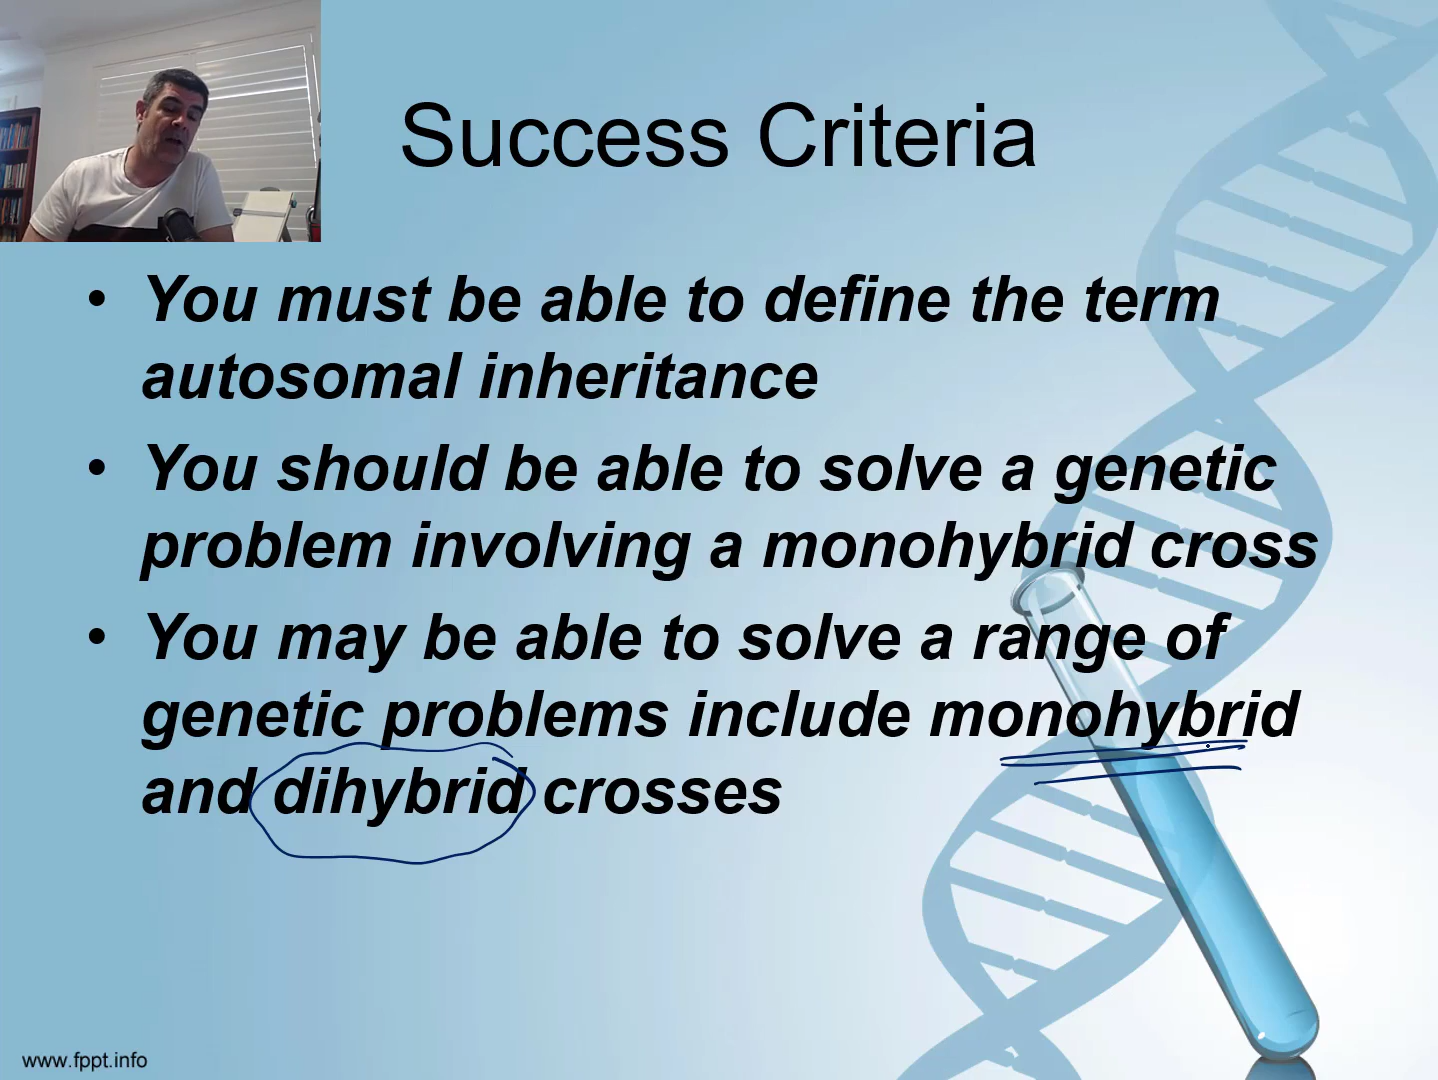 Success Criteria
• You must be able to define the term
autosomal inheritance
• You should be able to solve a genetic
problem involving a monohybrid cross
• You may be able to solve a range of
genetic problems include monohybrid
and dihybrid crosses
www.fppt.info